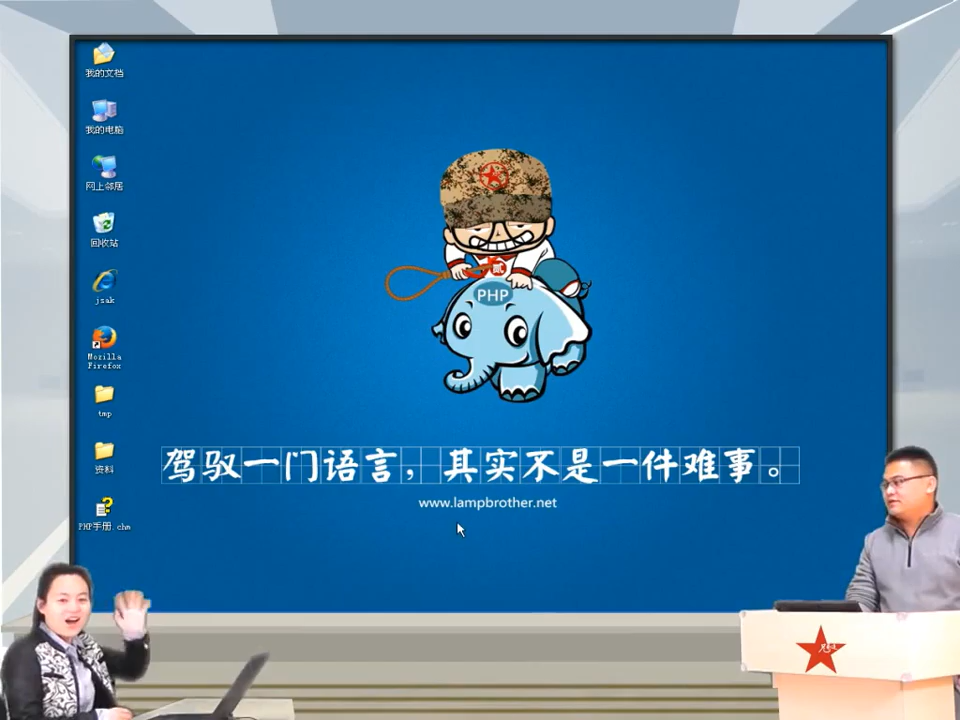 我的文档
我的电脑
网上邻居
回收站
jsak
Mozilla
Firefox
tmp
资料
PHP手册.chm
贰
PHP
驾驭一门语言，其实不是一件难事。
www.lampbrother.net